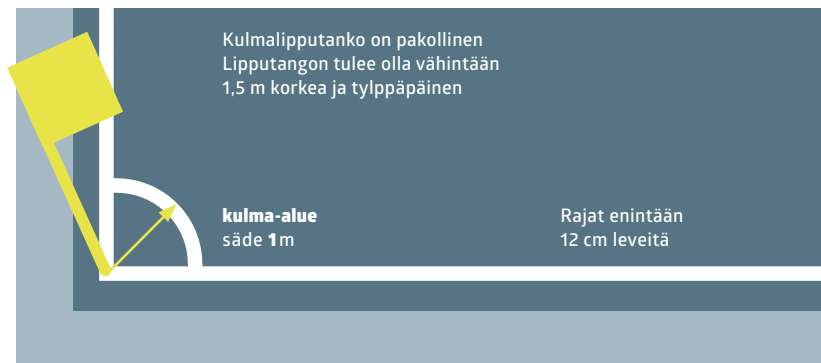 Kulmalipputanko on pakollinen
Lipputangon tulee olla vähintään
1,5 m korkea ja tylppäpäinen
kulma-alue
säde 1m
Rajat enintään
12 cm leveitä